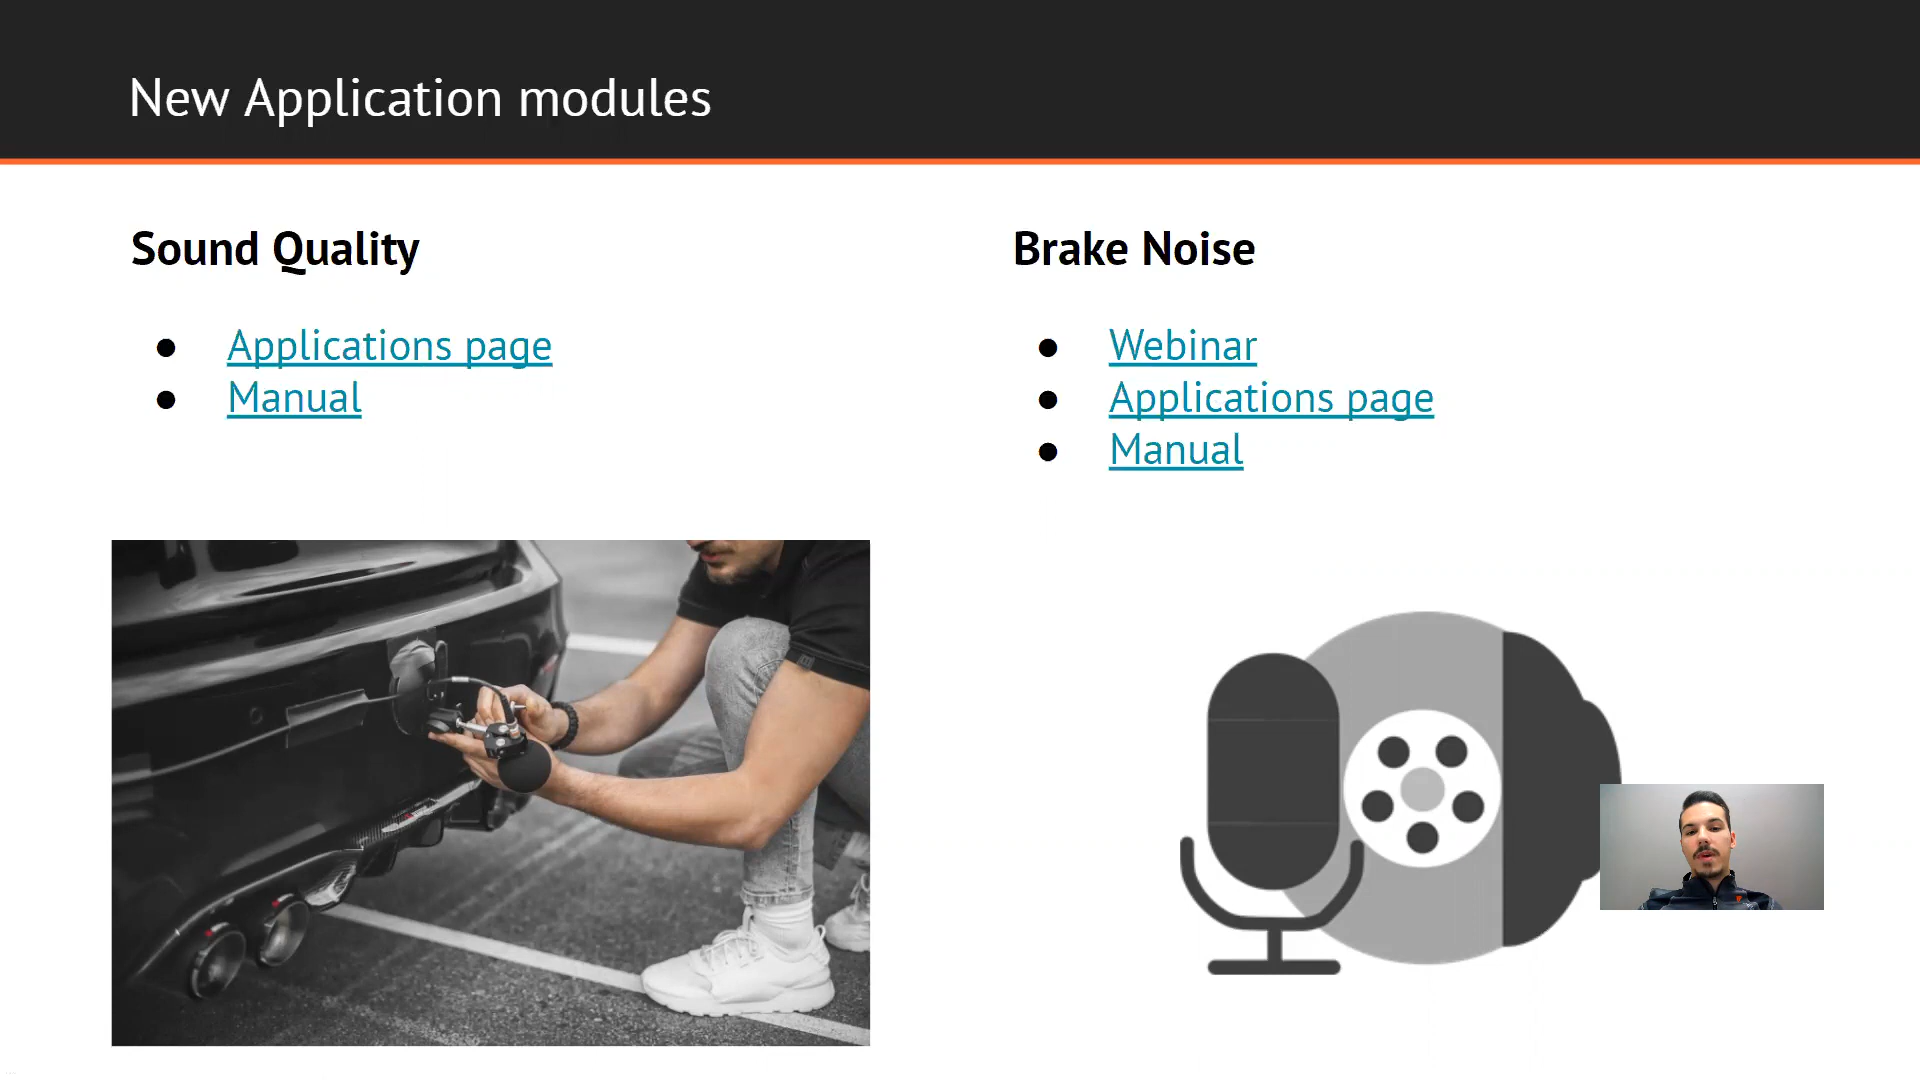 New Application modules
Sound Quality
Applications page
Manual
Brake Noise
Webinar
Applications page
Manual